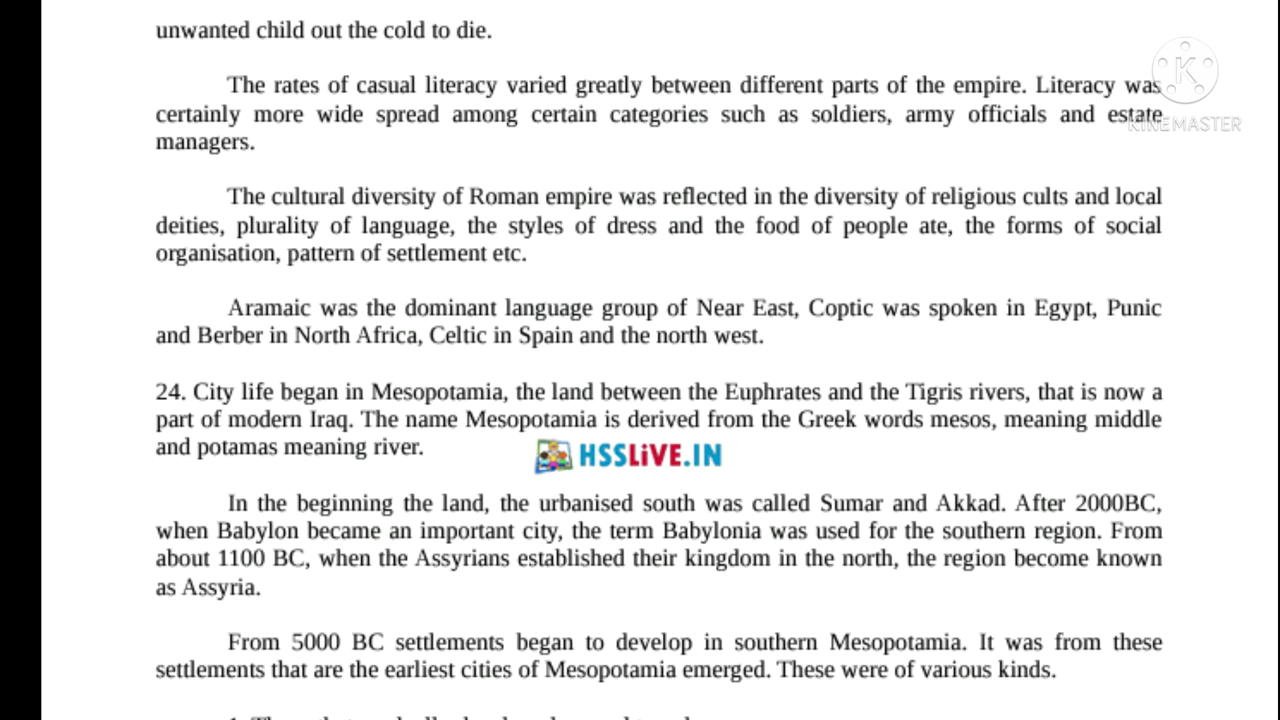 unwanted child out the cold to die.
The rates of casual literacy varied greatly between different parts of the empire. Literacy was
certainly more wide spread among certain categories such as soldiers, army officials and estate
managers.
KINEMASTER
The cultural diversity of Roman empire was reflected in the diversity of religious cults and local
deities, plurality of language, the styles of dress and the food of people ate, the forms of social
organisation, pattern of settlement etc.
Aramaic was the dominant language group of Near East, Coptic was spoken in Egypt, Punic
and Berber in North Africa, Celtic in Spain and the north west.
24. City life began in Mesopotamia, the land between the Euphrates and the Tigris rivers, that is now a
part of modern Iraq. The name Mesopotamia is derived from the Greek words mesos, meaning middle
and potamas meaning river.
HSSLiVE.IN
In the beginning the land, the urbanised south was called Sumar and Akkad. After 2000BC,
when Babylon became an important city, the term Babylonia was used for the southern region. From
about 1100 BC, when the Assyrians established their kingdom in the north, the region become known
as Assyria.
From 5000 BC settlements began to develop in southern Mesopotamia. It was from these
settlements that are the earliest cities of Mesopotamia emerged. These were of various kinds.